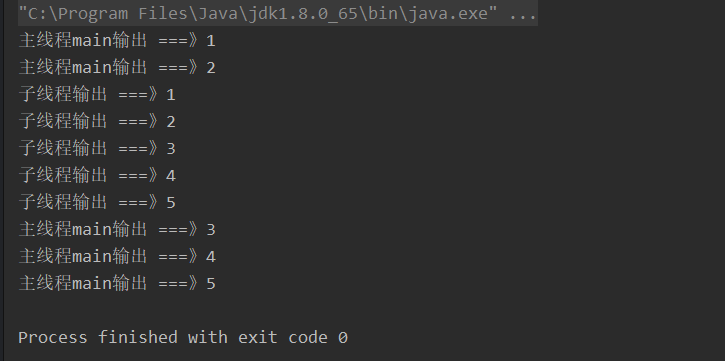 "C:\Program Files\Java\jdk1.8.0_65\bin\java.exe" ...
主线程main输出 ===》1
主线程main输出 ===》2
子线程输出 ===》1
子线程输出 ===》2
子线程输出 ===》3
子线程输出 ===》4
子线程输出 ===》5
主线程main输出 ===》3
主线程main输出 ===》4
主线程main输出 ===》5
Process finished with exit code 0